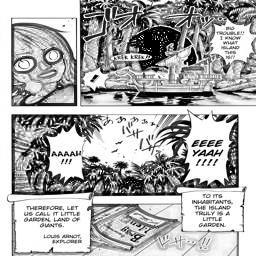 BIG
TROUBLE!!
I KNOW
WHAT
ISLAND
THIS
IS!!
KREK KREK
AAAAH
!!!
EEEE
YAAH
!!!!
THEREFORE, LET
US CALL IT LITTLE
GARDEN, LAND OF
GIANTS.
LOUIS ARNOT,
EXPLORER
TO ITS
INHABITANTS,
THE ISLAND
TRULY IS A
LITTLE
GARDEN.